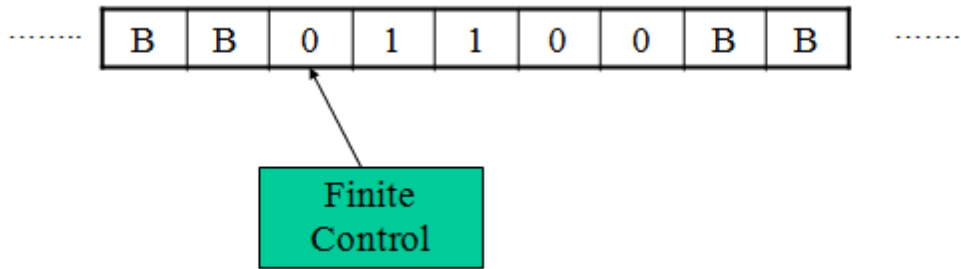 ........ B B 0 1 1 0 0 B B .......
Finite
Control